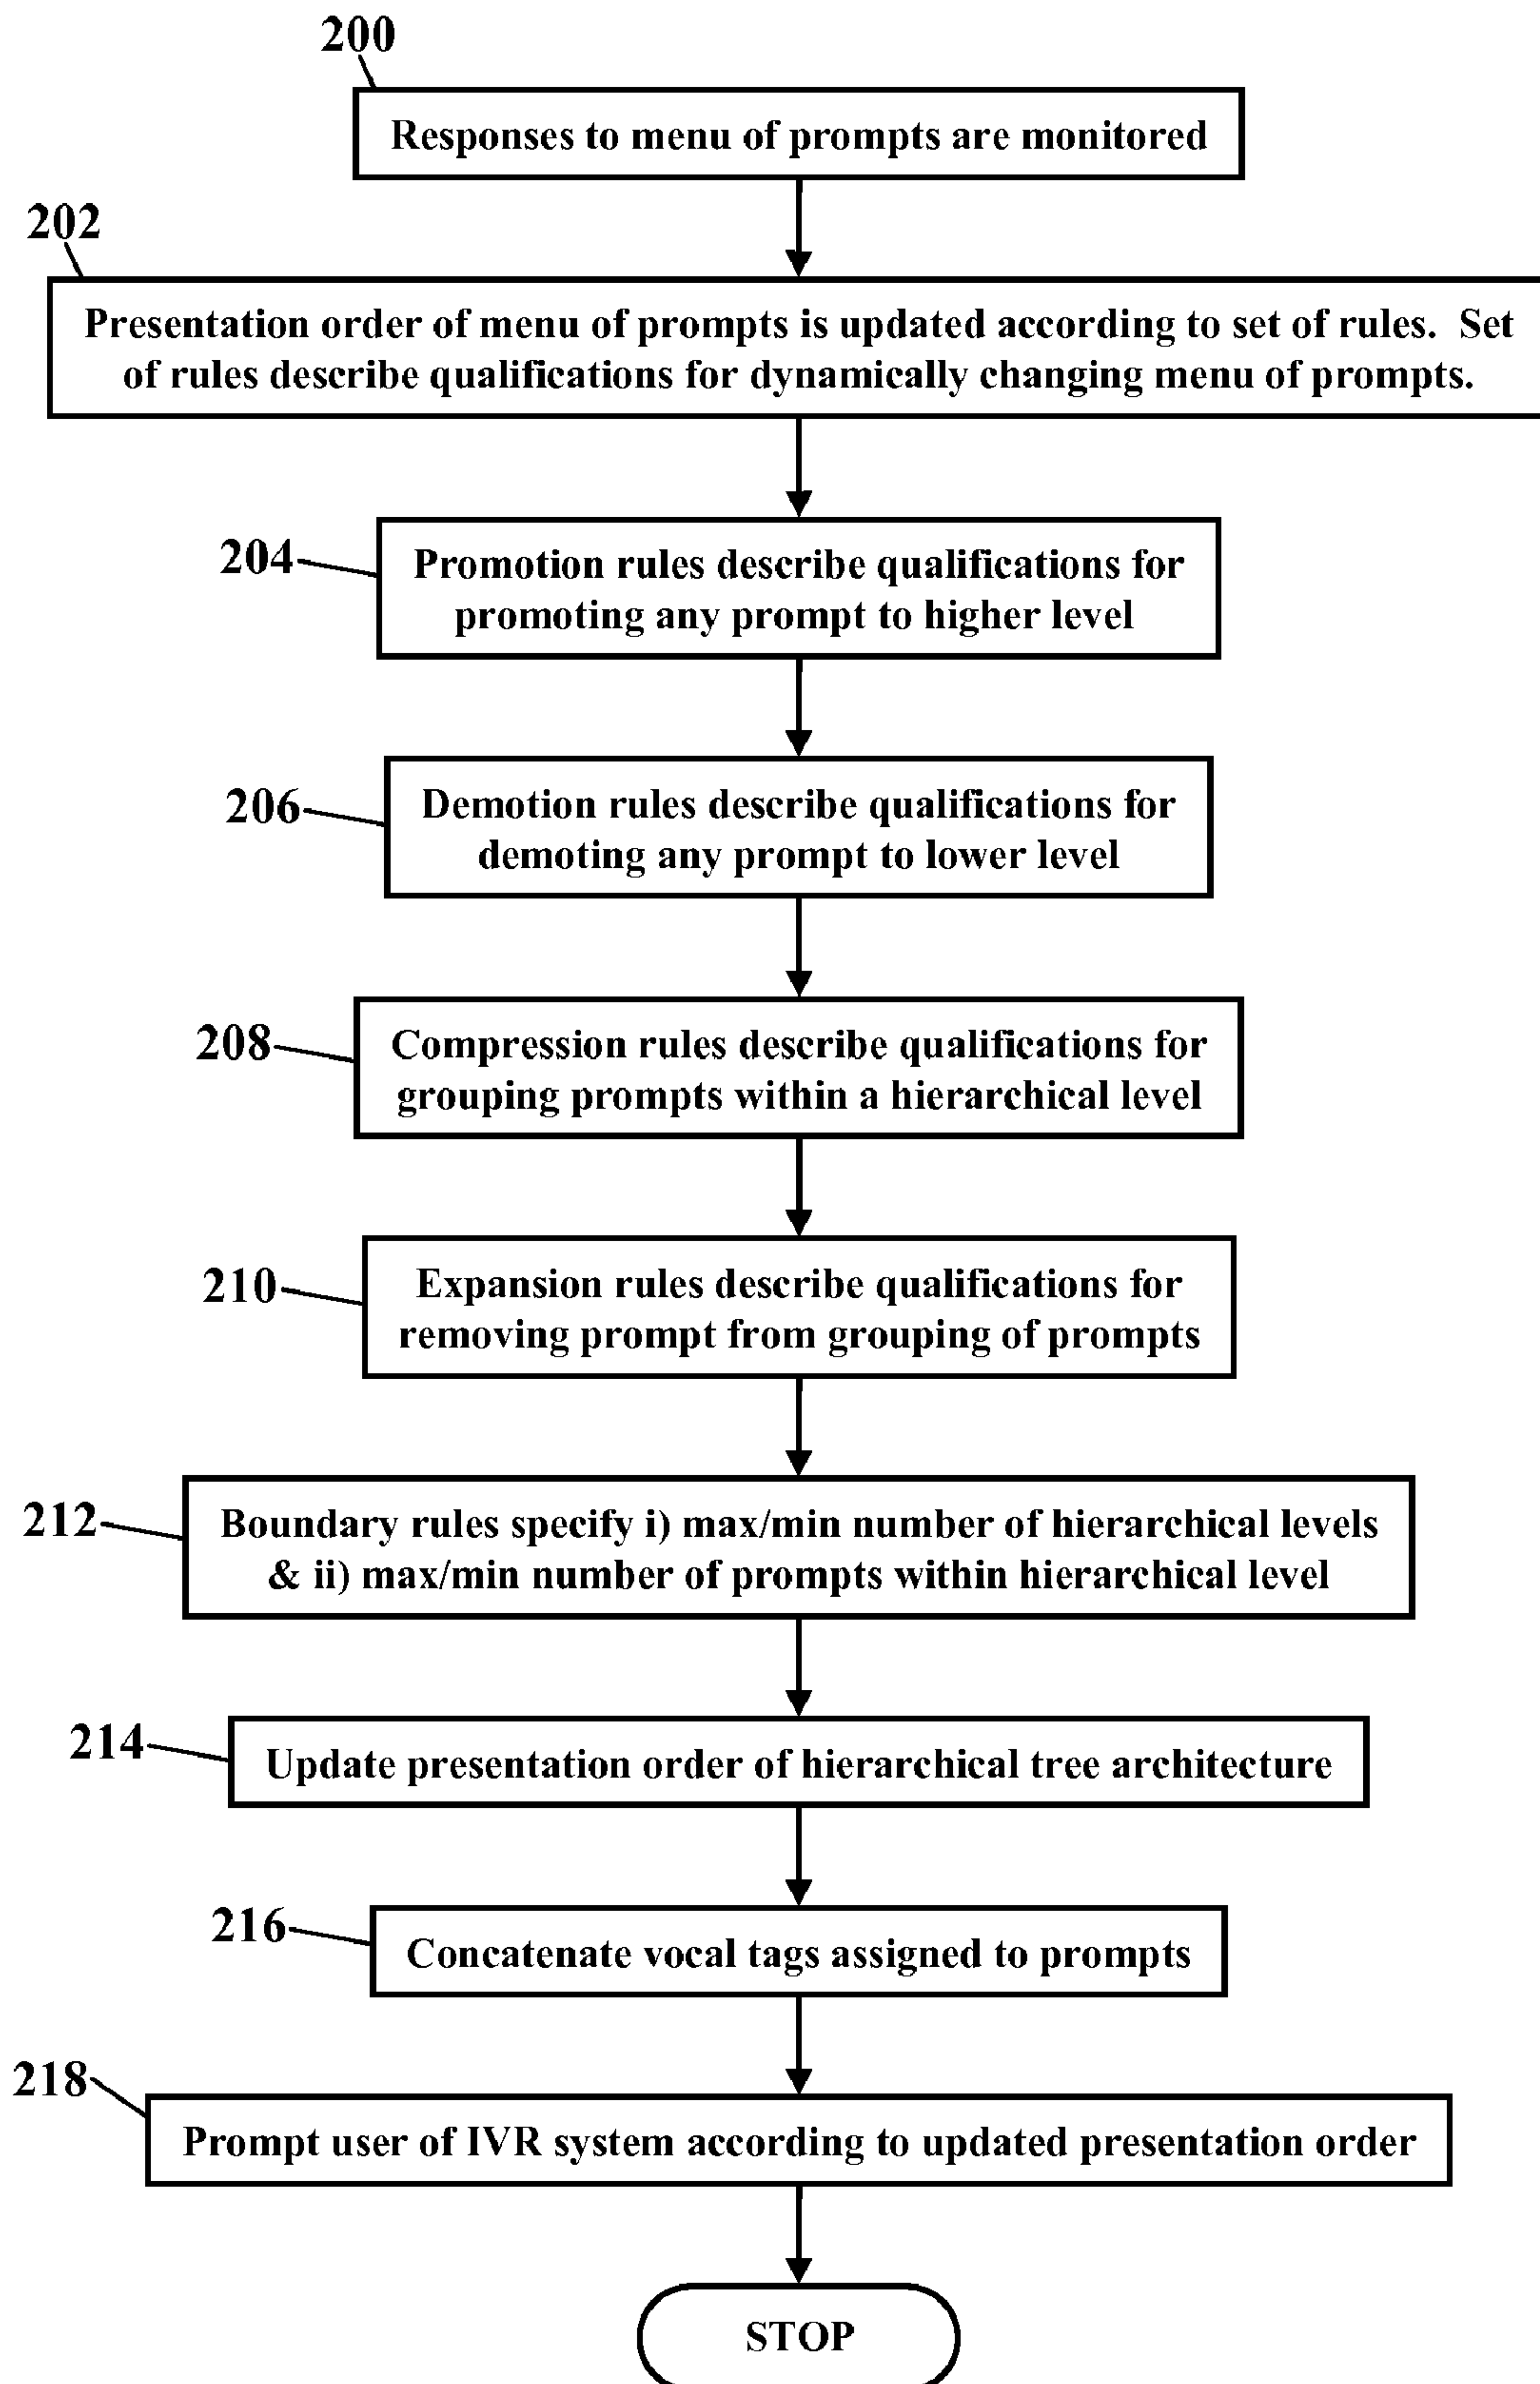 200
Responses to menu of prompts are monitored
202
Presentation order of menu of prompts is updated according to set of rules.  Set
of rules describe qualifications for dynamically changing menu of prompts.
204
Promotion rules describe qualifications for
promoting any prompt to higher level
206
Demotion rules describe qualifications for
demoting any prompt to lower level
208
Compression rules describe qualifications for
grouping prompts within a hierarchical level
210
Expansion rules describe qualifications for
removing prompt from grouping of prompts
212
Boundary rules specify i) max/min number of hierarchical levels
& ii) max/min number of prompts within hierarchical level
214
Update presentation order of hierarchical tree architecture
216
Concatenate vocal tags assigned to prompts
218
Prompt user of IVR system according to updated presentation order
STOP